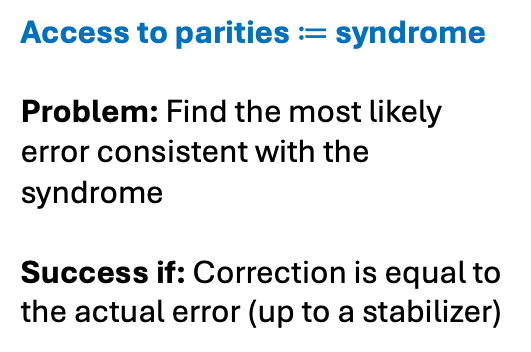 Access to parities ≔ syndrome
Problem: Find the most likely
error consistent with the
syndrome
Success if: Correction is equal to
the actual error (up to a stabilizer)